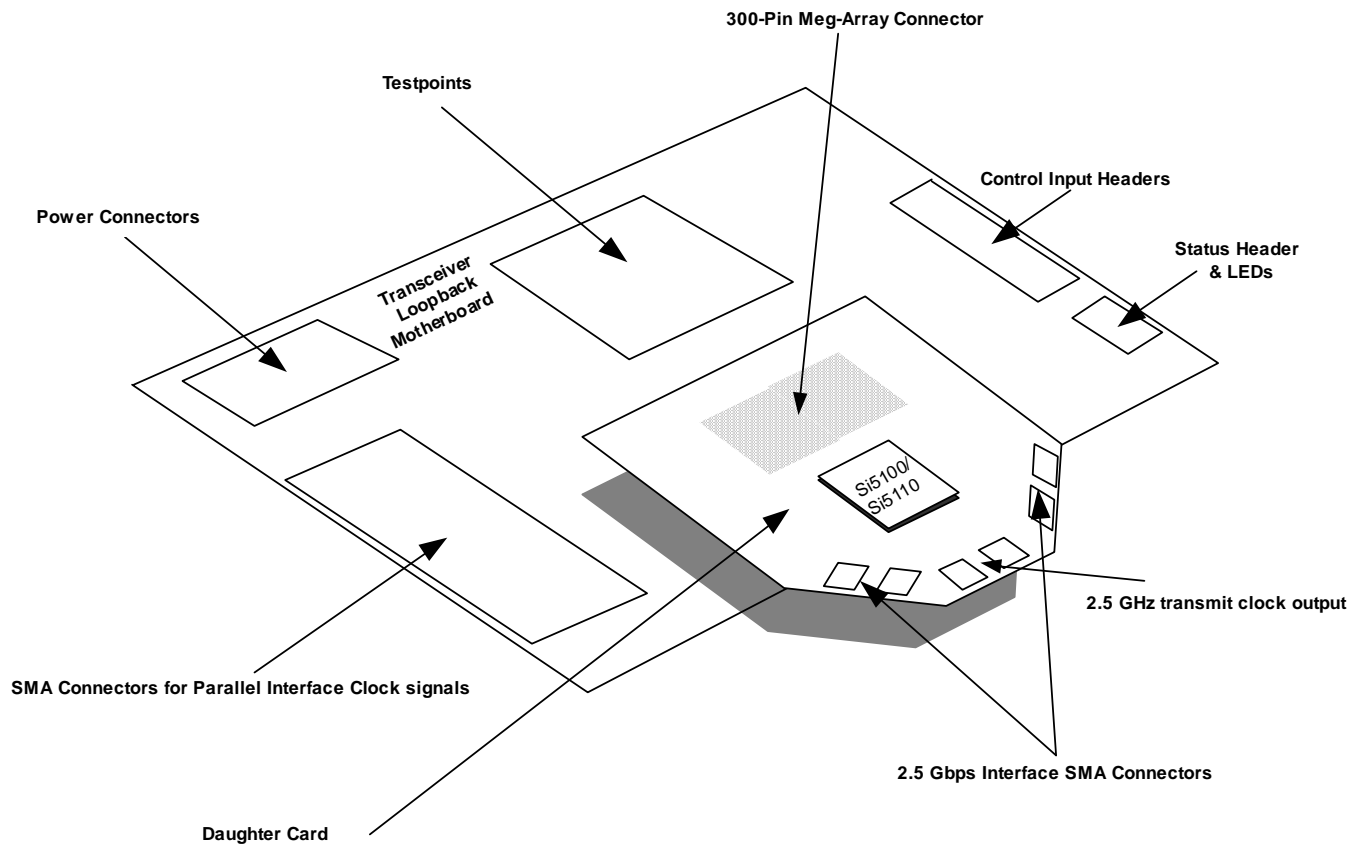 300-Pin Meg-Array Connector
Testpoints
Control Input Headers
Power Connectors
Status Header
& LEDs
Transceiver
Loopback
Motherboard
Si5100/
Si5110
2.5 GHz transmit clock output
SMA Connectors for Parallel Interface Clock signals
2.5 Gbps Interface SMA Connectors
Daughter Card